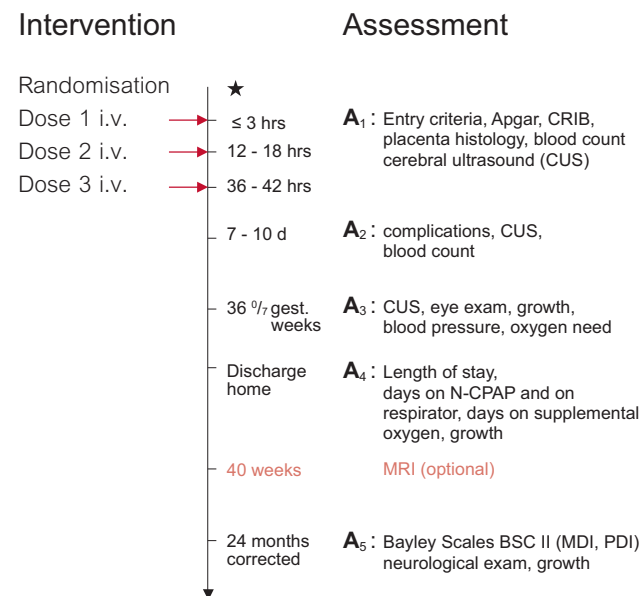 Intervention
Assessment
Randomisation ★
Dose 1 i.v.
≤ 3 hrs
Dose 2 i.v.
12 - 18 hrs
Dose 3 i.v.
36 - 42 hrs
A1 : Entry criteria, Apgar, CRIB,
placenta histology, blood count
cerebral ultrasound (CUS)
7 - 10 d
A2 : complications, CUS,
blood count
36 0/7 gest.
weeks
A3 : CUS, eye exam, growth,
blood pressure, oxygen need
Discharge
home
A4 : Length of stay,
days on N-CPAP and on
respirator, days on supplemental
oxygen, growth
40 weeks
MRI (optional)
24 months
corrected
A5 : Bayley Scales BSC II (MDI, PDI)
neurological exam, growth